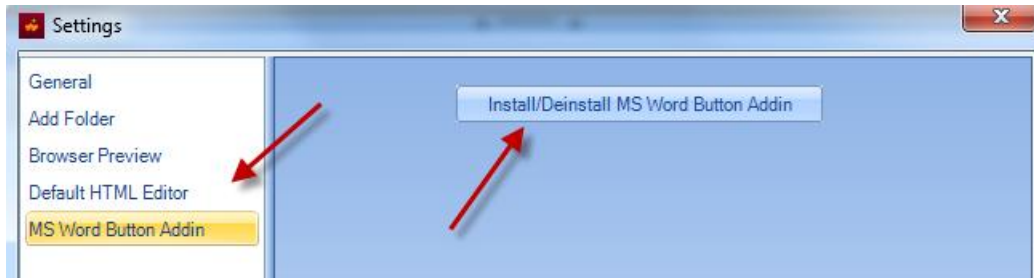 Settings
General
Add Folder
Browser Preview
Default HTML Editor
MS Word Button Addin
Install/Deinstall MS Word Button Addin